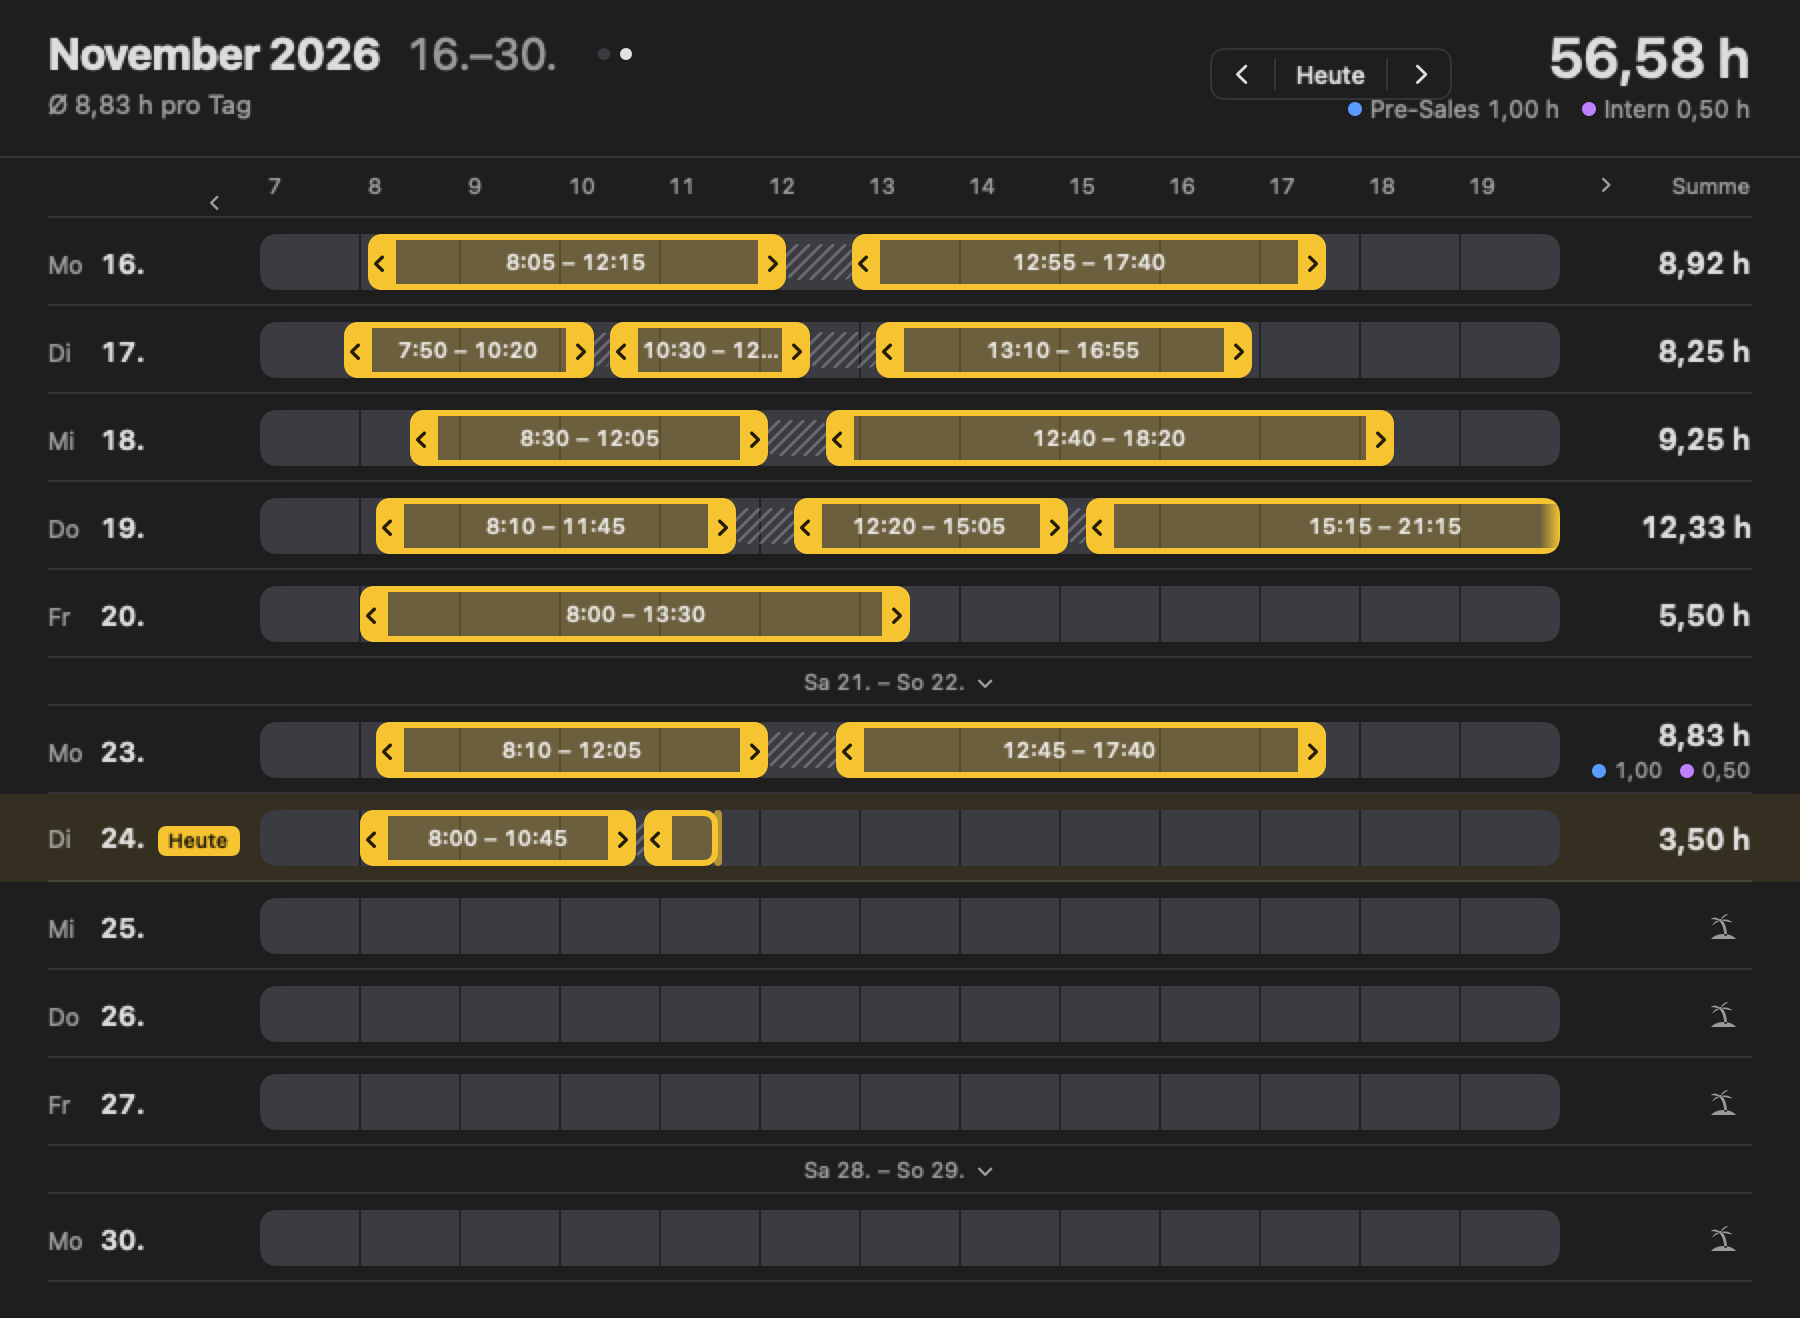 November 2026 16.–30.
Heute
56,58 h
Ø 8,83 h pro Tag
Pre-Sales 1,00 h Intern 0,50 h
7 8 9 10 11 12 13 14 15 16 17 18 19 Summe
Mo 16. 8:05 – 12:15 12:55 – 17:40 8,92 h
Di 17. 7:50 – 10:20 10:30 – 12... 13:10 – 16:55 8,25 h
Mi 18. 8:30 – 12:05 12:40 – 18:20 9,25 h
Do 19. 8:10 – 11:45 12:20 – 15:05 15:15 – 21:15 12,33 h
Fr 20. 8:00 – 13:30 5,50 h
Sa 21. – So 22.
Mo 23. 8:10 – 12:05 12:45 – 17:40 8,83 h
1,00 0,50
Di 24. Heute 8:00 – 10:45 3,50 h
Mi 25.
Do 26.
Fr 27.
Sa 28. – So 29.
Mo 30.